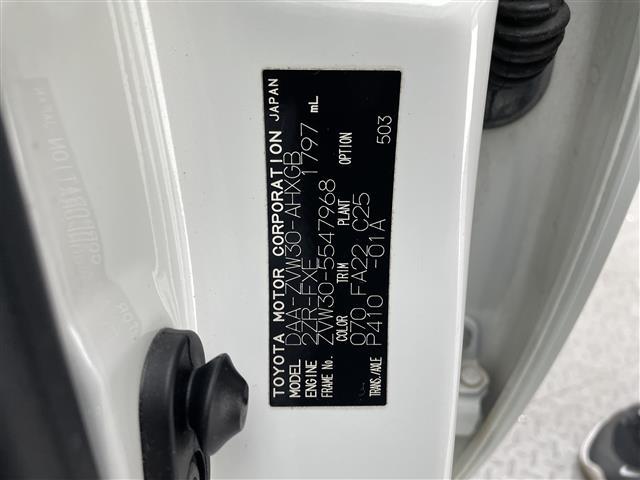 TOYOTA MOTOR CORPORATION JAPAN
MODEL DAA-ZVW30-AHXGB
ENGINE 2ZR-FXE 1797 mL
FRAME No. ZVW30-5547968
COLOR TRIM PLANT OPTION
070 FA22 C25 503
TRANS./AXLE P410 -01A
CORPORATION